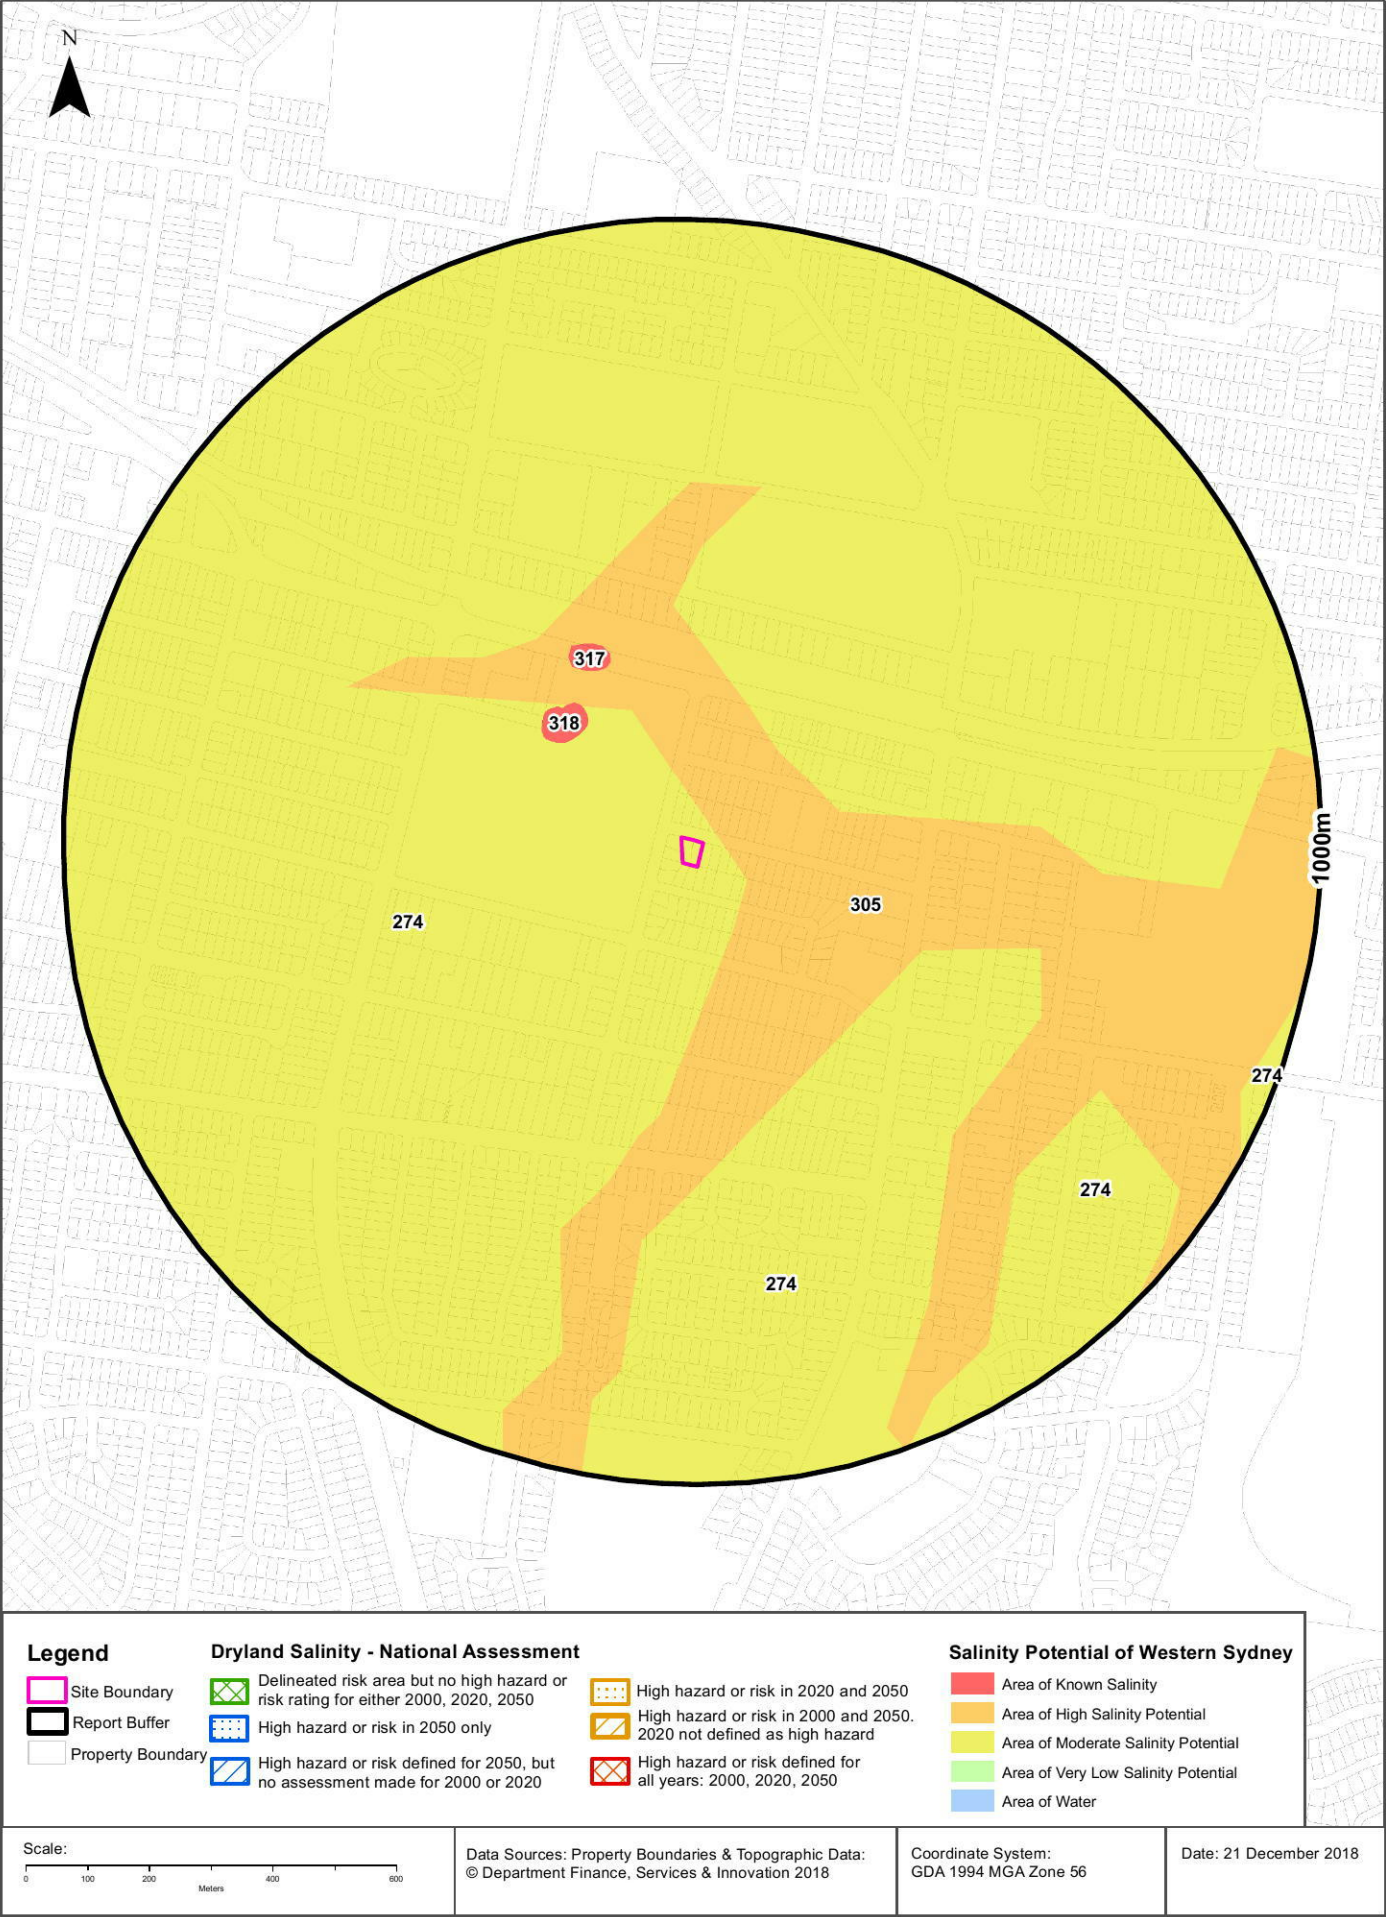 N
317
318
1000m
305
274
274
274
274
Legend
Site Boundary
Report Buffer
Property Boundary
Dryland Salinity - National Assessment
Delineated risk area but no high hazard or
risk rating for either 2000, 2020, 2050
High hazard or risk in 2050 only
High hazard or risk defined for 2050, but
no assessment made for 2000 or 2020
High hazard or risk in 2020 and 2050
High hazard or risk in 2000 and 2050.
2020 not defined as high hazard
High hazard or risk defined for
all years: 2000, 2020, 2050
Salinity Potential of Western Sydney
Area of Known Salinity
Area of High Salinity Potential
Area of Moderate Salinity Potential
Area of Very Low Salinity Potential
Area of Water
Scale:
0 100 200 400 600
Meters
Data Sources: Property Boundaries & Topographic Data:
© Department Finance, Services & Innovation 2018
Coordinate System:
GDA 1994 MGA Zone 56
Date: 21 December 2018